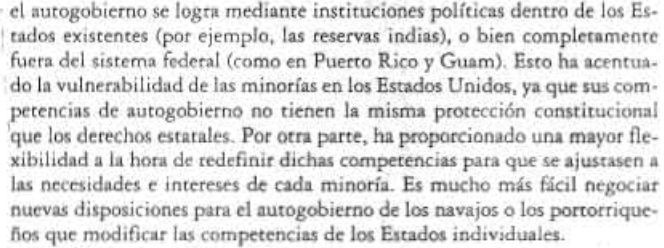 el autogobierno se logra mediante instituciones políticas dentro de los Es-
tados existentes (por ejemplo, las reservas indias), o bien completamente
fuera del sistema federal (como en Puerto Rico y Guam). Esto ha acentua-
do la vulnerabilidad de las minorías en los Estados Unidos, ya que sus com-
petencias de autogobierno no tienen la misma protección constitucional
que los derechos estatales. Por otra parte, ha proporcionado una mayor fle-
xibilidad a la hora de redefinir dichas competencias para que se ajustasen a
las necesidades e intereses de cada minoría. Es mucho más fácil negociar
nuevas disposiciones para el autogobierno de los navajos o los portorrique-
ños que modificar las competencias de los Estados individuales.